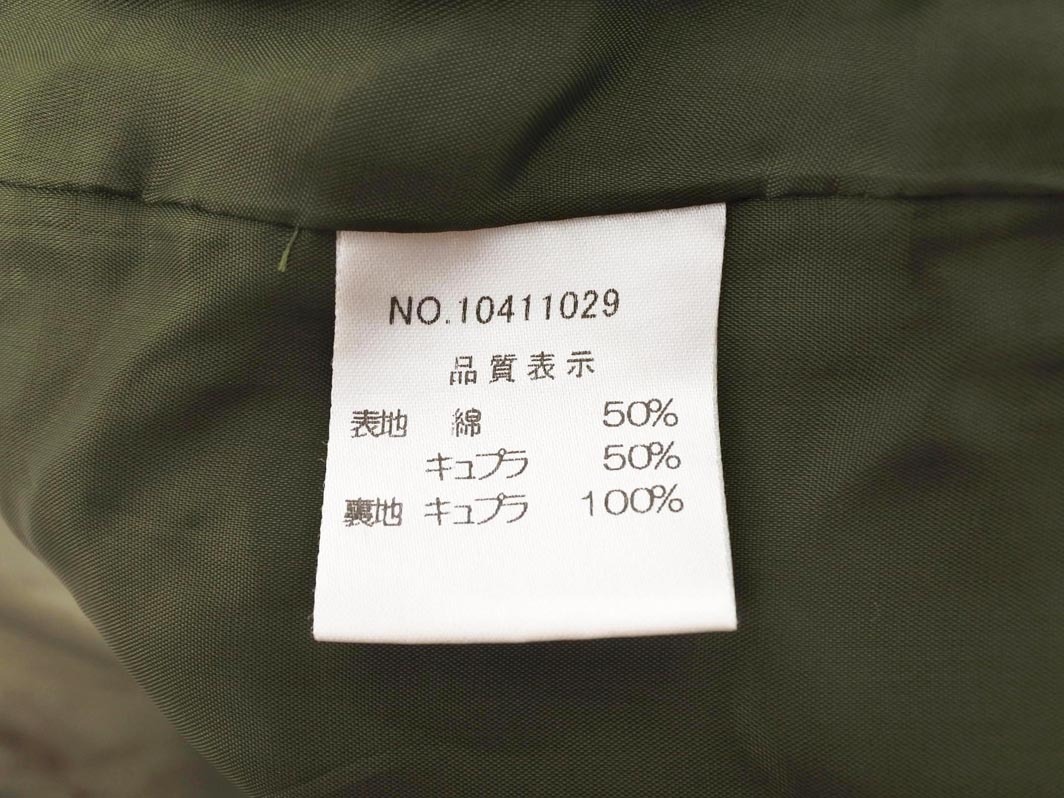 NO.10411029
品質表示
表地 綿 50%
キュプラ 50%
裏地 キュプラ 100%